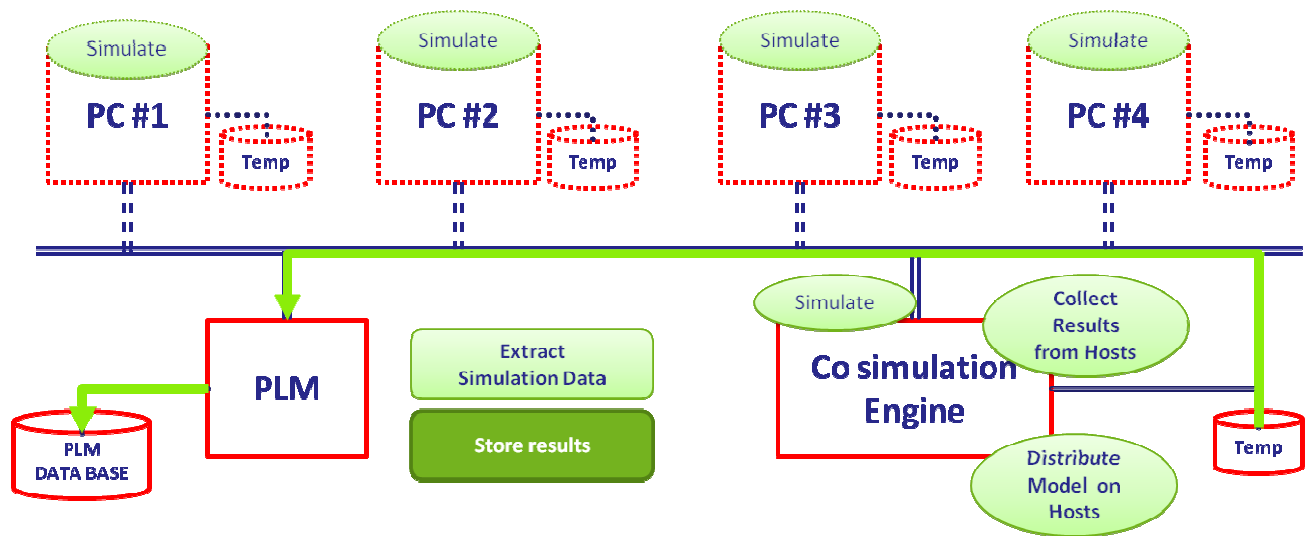 Simulate
Simulate
Simulate
Simulate
PC #1
PC #2
PC #3
PC #4
Temp
Temp
Temp
Temp
Simulate
Collect
Results
from Hosts
PLM
Extract
Simulation Data
Co simulation
Engine
Store results
PLM
DATA BASE
Temp
Distribute
Model on
Hosts